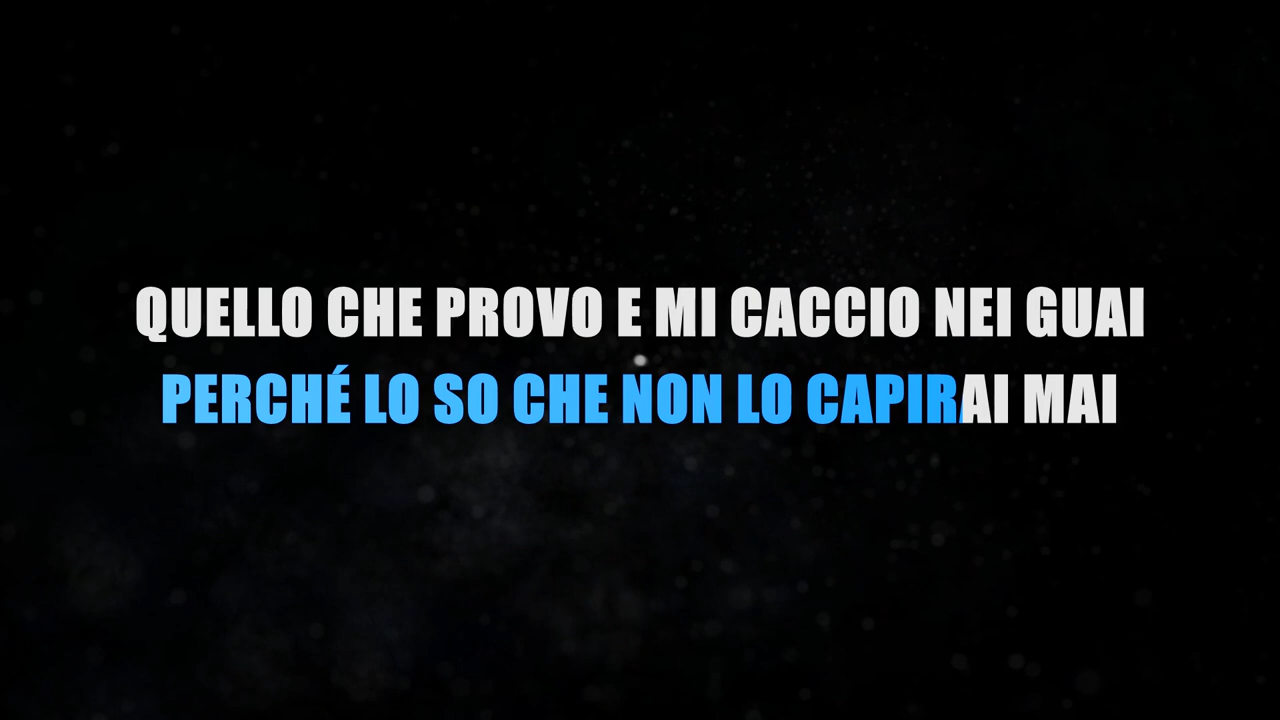 QUELLO CHE PROVO E MI CACCIO NEI GUAI
PERCHÉ LO SO CHE NON LO CAPIRAI MAI